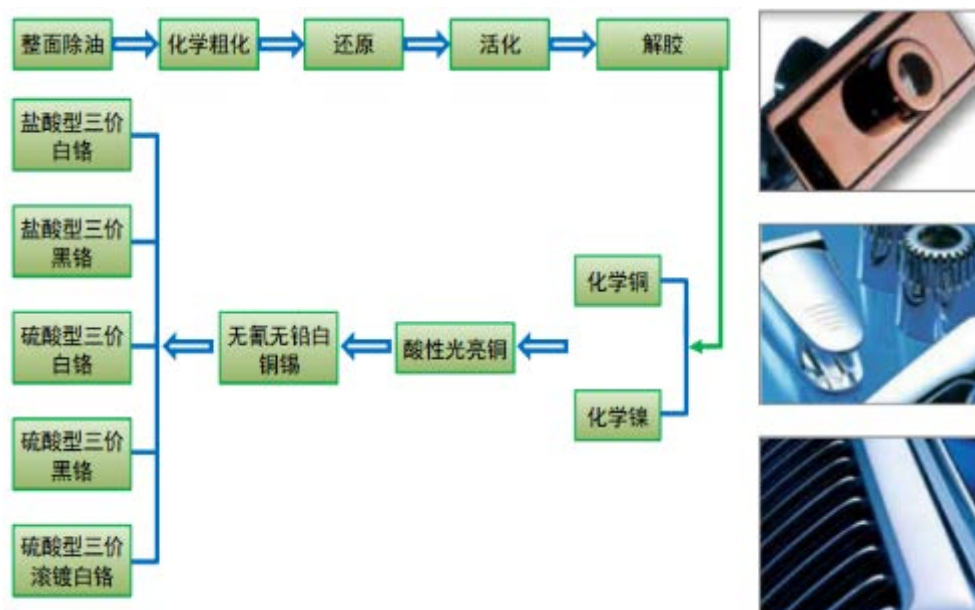 整面除油
化学粗化
还原
活化
解胶
盐酸型三价
白铬
盐酸型三价
黑铬
硫酸型三价
白铬
硫酸型三价
黑铬
硫酸型三价
滚镀白铬
无氰无铅白
铜锡
酸性光亮铜
化学铜
化学镍